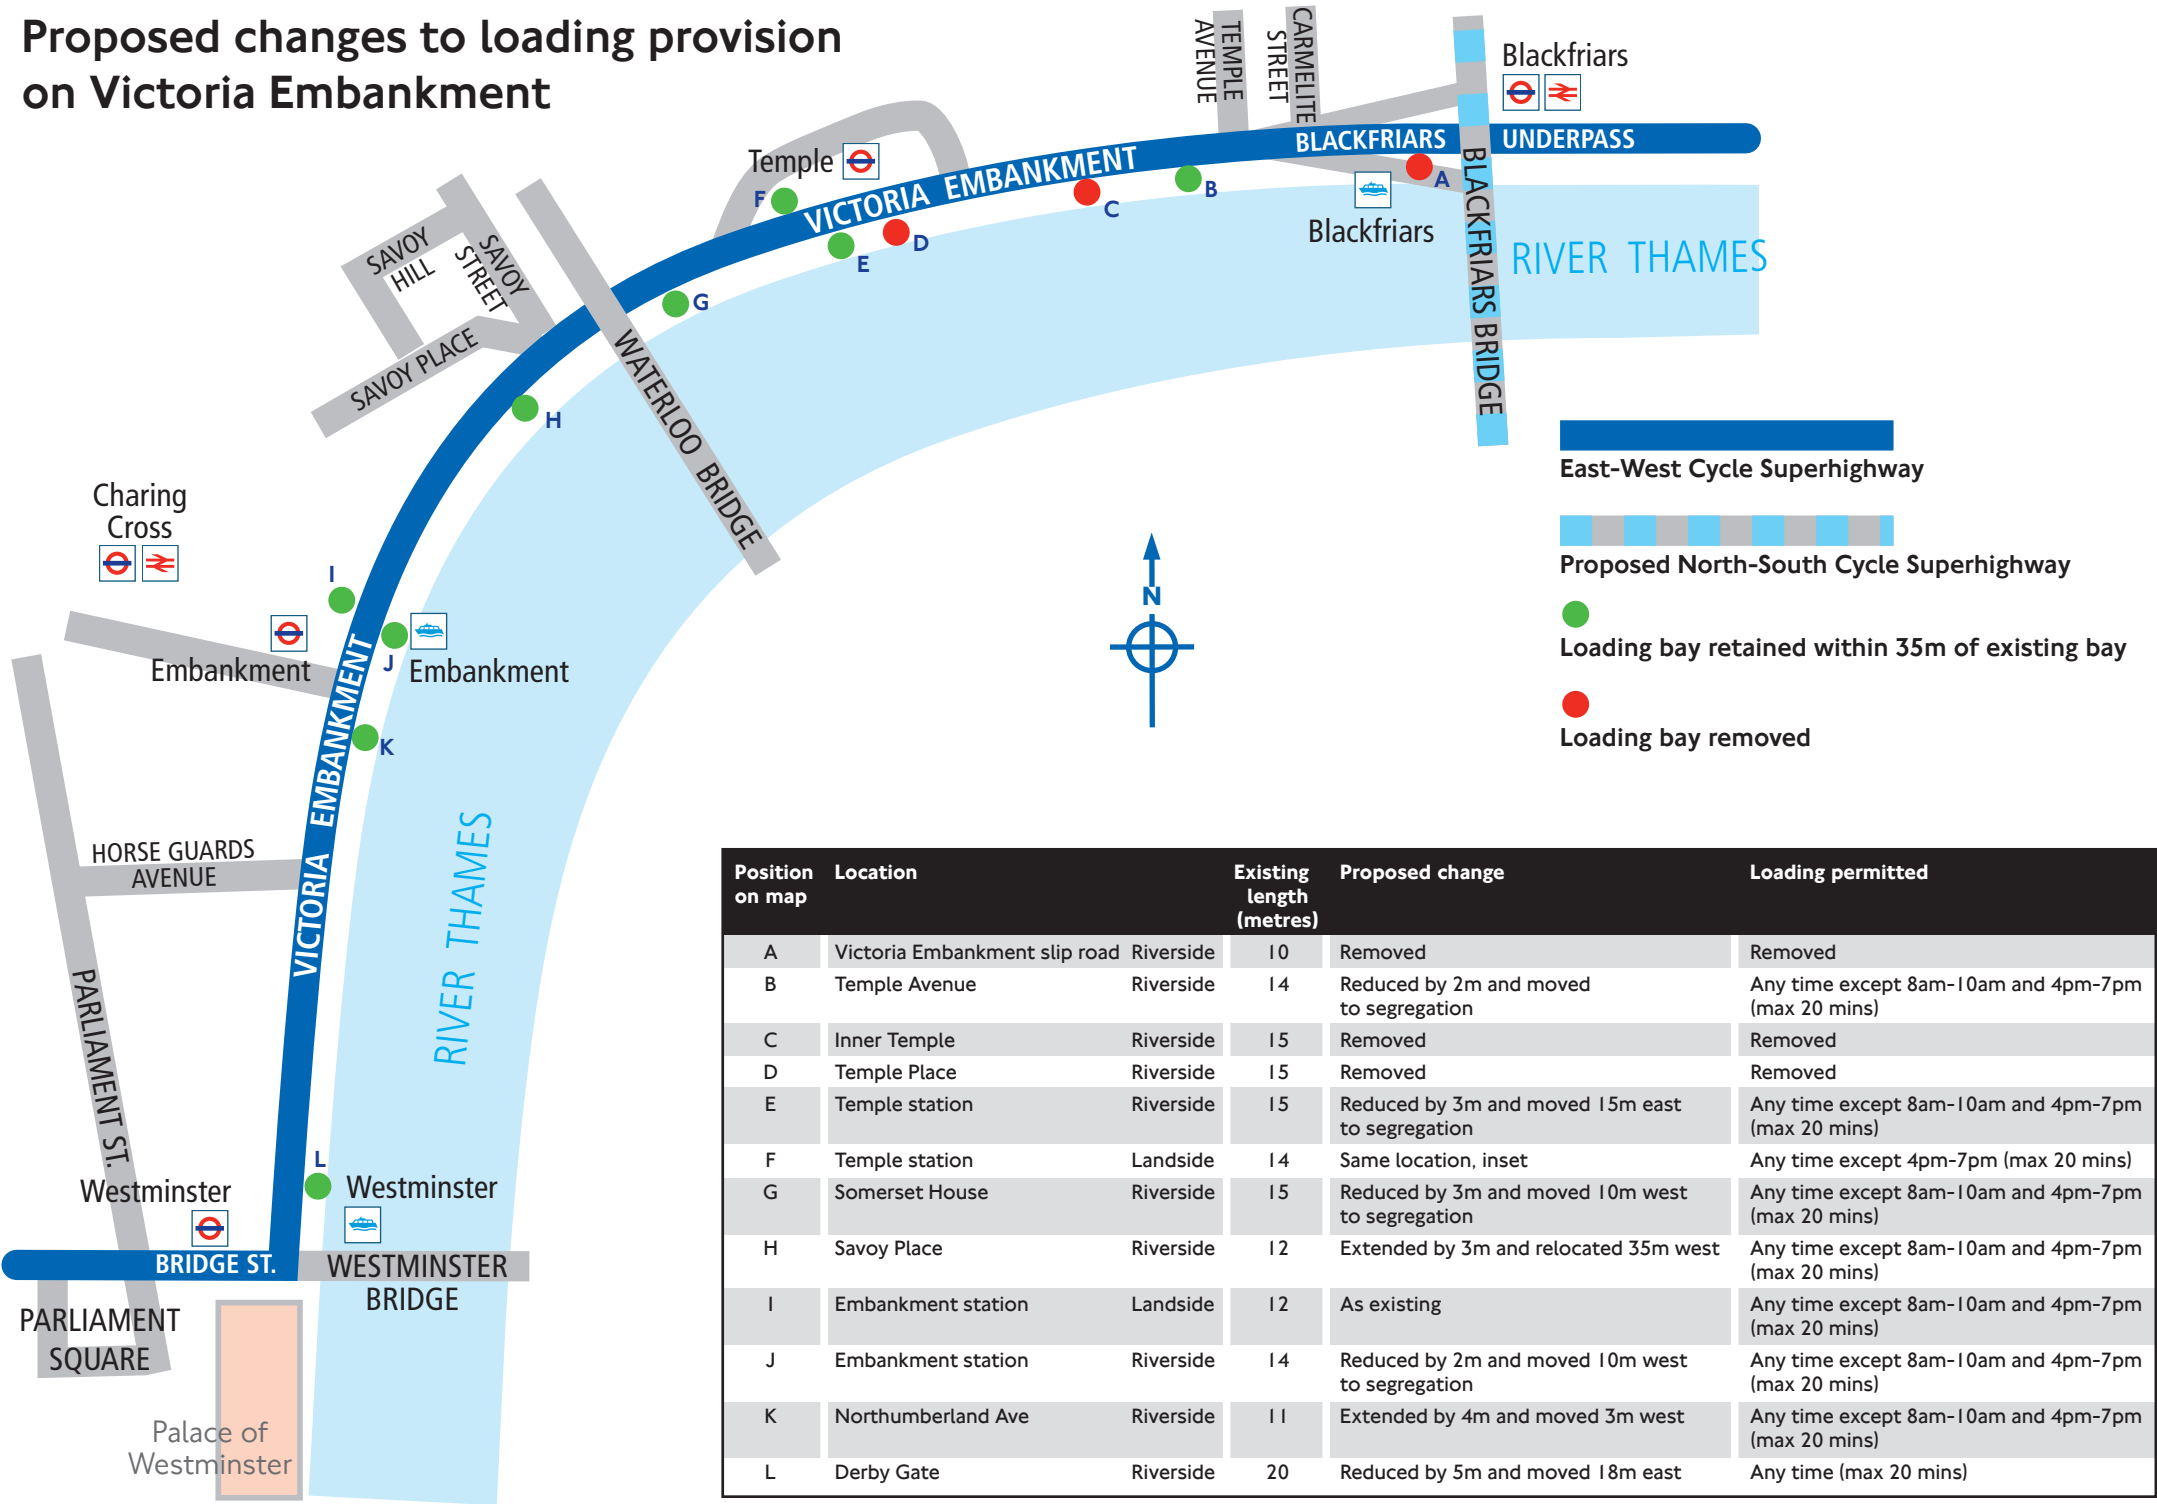 Proposed changes to loading provision
on Victoria Embankment
TEMPLE
AVENUE
CARMELITE
STREET
Blackfriars
BLACKFRIARS
UNDERPASS
Temple
F
VICTORIA EMBANKMENT
B
A
C
D
E
G
Blackfriars
BLACKFRIARS BRIDGE
RIVER THAMES
SAVOY
HILL
SAVOY
STREET
SAVOY PLACE
WATERLOO BRIDGE
H
Charing
Cross
I
Embankment
J
Embankment
K
N
East-West Cycle Superhighway
Proposed North-South Cycle Superhighway
Loading bay retained within 35m of existing bay
Loading bay removed
VICTORIA EMBANKMENT
HORSE GUARDS
AVENUE
RIVER THAMES
PARLIAMENT ST.
L
Westminster
Westminster
BRIDGE ST.
WESTMINSTER
BRIDGE
PARLIAMENT
SQUARE
Palace of
Westminster
Position on map Location Existing length (metres) Proposed change Loading permitted
A Victoria Embankment slip road Riverside 10 Removed Removed
B Temple Avenue Riverside 14 Reduced by 2m and moved to segregation Any time except 8am-10am and 4pm-7pm (max 20 mins)
C Inner Temple Riverside 15 Removed Removed
D Temple Place Riverside 15 Removed Removed
E Temple station Riverside 15 Reduced by 3m and moved 15m east to segregation Any time except 8am-10am and 4pm-7pm (max 20 mins)
F Temple station Landside 14 Same location, inset Any time except 4pm-7pm (max 20 mins)
G Somerset House Riverside 15 Reduced by 3m and moved 10m west to segregation Any time except 8am-10am and 4pm-7pm (max 20 mins)
H Savoy Place Riverside 12 Extended by 3m and relocated 35m west Any time except 8am-10am and 4pm-7pm (max 20 mins)
I Embankment station Landside 12 As existing Any time except 8am-10am and 4pm-7pm (max 20 mins)
J Embankment station Riverside 14 Reduced by 2m and moved 10m west to segregation Any time except 8am-10am and 4pm-7pm (max 20 mins)
K Northumberland Ave Riverside 11 Extended by 4m and moved 3m west Any time except 8am-10am and 4pm-7pm (max 20 mins)
L Derby Gate Riverside 20 Reduced by 5m and moved 18m east Any time (max 20 mins)